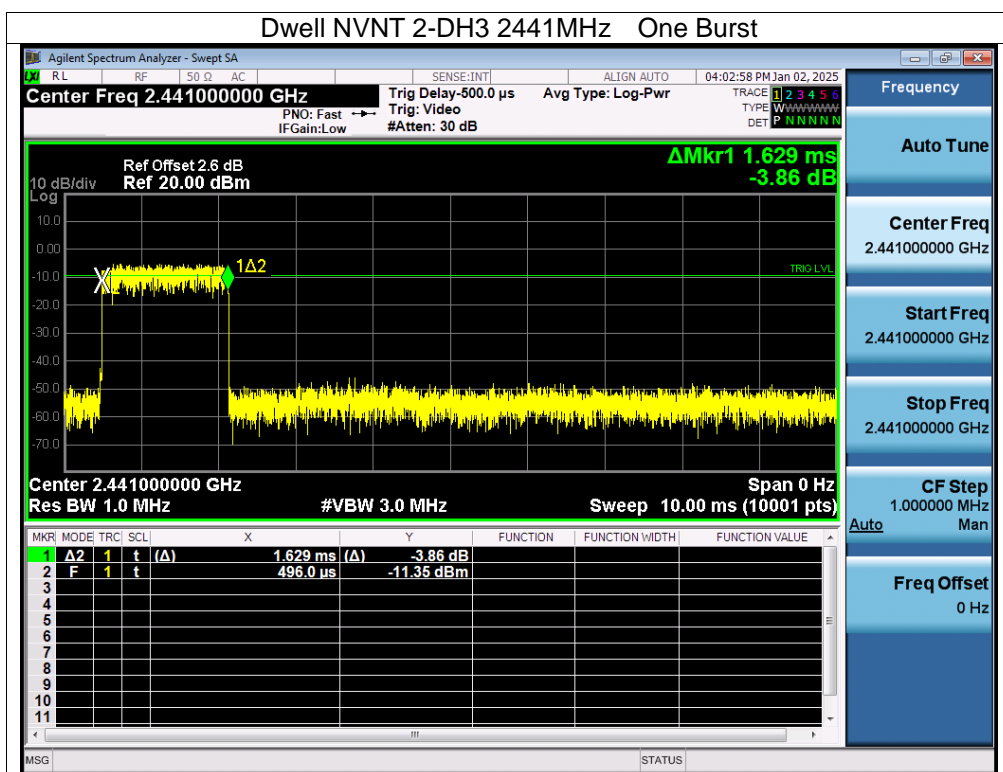 Dwell NVNT 2-DH3 2441MHz One Burst
Agilent Spectrum Analyzer - Swept SA
LXI RL RF 50 Ω AC SENSE:INT ALIGN AUTO 04:02:58 PM Jan 02, 2025
Center Freq 2.441000000 GHz
PNO: Fast
IFGain:Low
Trig Delay-500.0 µs
Trig: Video
#Atten: 30 dB
Avg Type: Log-Pwr
TRACE 1 2 3 4 5 6
TYPE WWWWWW
DET P N N N N N
ΔMkr1 1.629 ms
-3.86 dB
Ref Offset 2.6 dB
10 dB/div Ref 20.00 dBm
Log
10.0
0.00
-10.0
-20.0
-30.0
-40.0
-50.0
-60.0
-70.0
1Δ2
TRIG LVL
Center 2.441000000 GHz Span 0 Hz
Res BW 1.0 MHz #VBW 3.0 MHz Sweep 10.00 ms (10001 pts)
MKR MODE TRC SCL X Y FUNCTION FUNCTION WIDTH FUNCTION VALUE
1 Δ2 1 t (Δ) 1.629 ms (Δ) -3.86 dB
2 F 1 t 496.0 µs -11.35 dBm
3
4
5
6
7
8
9
10
11
MSG STATUS
Frequency
Auto Tune
Center Freq
2.441000000 GHz
Start Freq
2.441000000 GHz
Stop Freq
2.441000000 GHz
CF Step
1.000000 MHz
Auto Man
Freq Offset
0 Hz